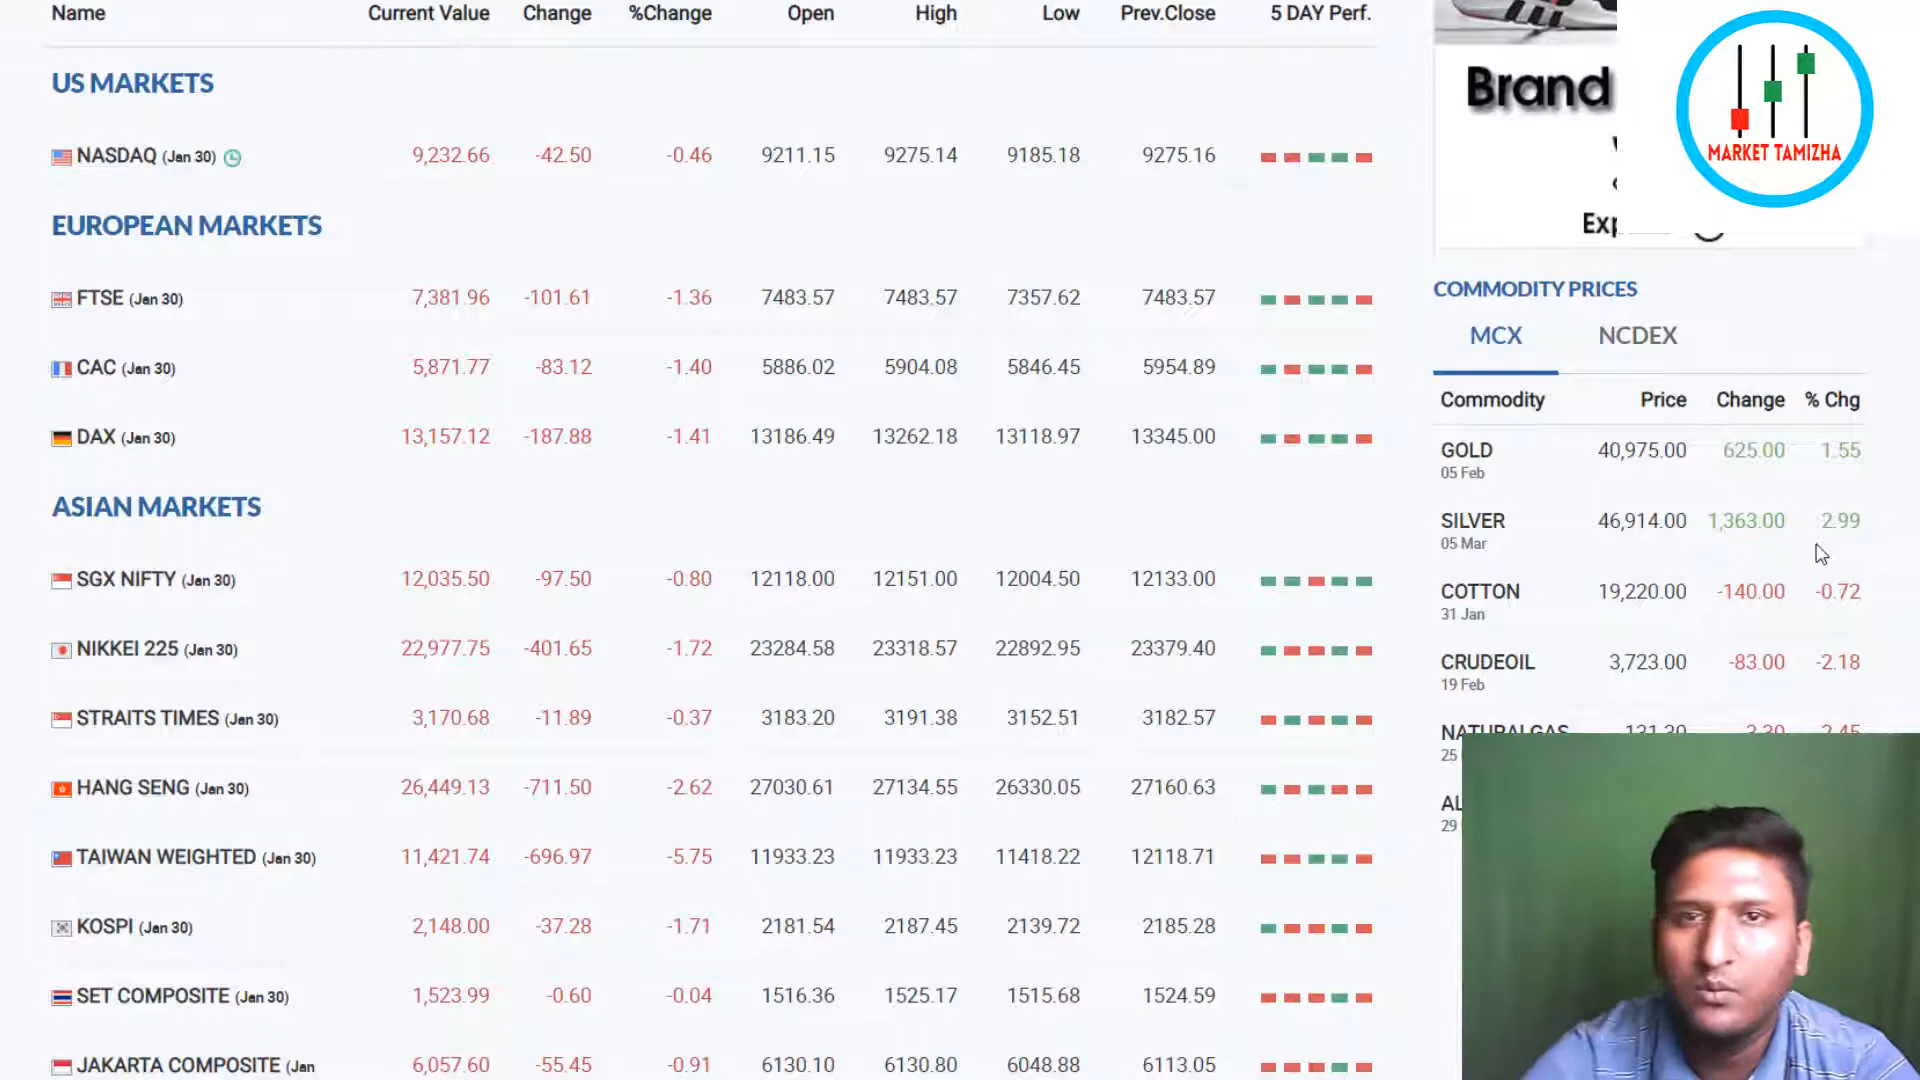 Name Current Value Change %Change Open High Low Prev.Close 5 DAY Perf.
US MARKETS
NASDAQ (Jan 30) 9,232.66 -42.50 -0.46 9211.15 9275.14 9185.18 9275.16
EUROPEAN MARKETS
FTSE (Jan 30) 7,381.96 -101.61 -1.36 7483.57 7483.57 7357.62 7483.57
CAC (Jan 30) 5,871.77 -83.12 -1.40 5886.02 5904.08 5846.45 5954.89
DAX (Jan 30) 13,157.12 -187.88 -1.41 13186.49 13262.18 13118.97 13345.00
ASIAN MARKETS
SGX NIFTY (Jan 30) 12,035.50 -97.50 -0.80 12118.00 12151.00 12004.50 12133.00
NIKKEI 225 (Jan 30) 22,977.75 -401.65 -1.72 23284.58 23318.57 22892.95 23379.40
STRAITS TIMES (Jan 30) 3,170.68 -11.89 -0.37 3183.20 3191.38 3152.51 3182.57
HANG SENG (Jan 30) 26,449.13 -711.50 -2.62 27030.61 27134.55 26330.05 27160.63
TAIWAN WEIGHTED (Jan 30) 11,421.74 -696.97 -5.75 11933.23 11933.23 11418.22 12118.71
KOSPI (Jan 30) 2,148.00 -37.28 -1.71 2181.54 2187.45 2139.72 2185.28
SET COMPOSITE (Jan 30) 1,523.99 -0.60 -0.04 1516.36 1525.17 1515.68 1524.59
JAKARTA COMPOSITE (Jan 6,057.60 -55.45 -0.91 6130.10 6130.80 6048.88 6113.05
Brand
MARKET TAMIZHA
COMMODITY PRICES
MCX NCDEX
Commodity Price Change % Chg
GOLD 40,975.00 625.00 1.55
05 Feb
SILVER 46,914.00 1,363.00 2.99
05 Mar
COTTON 19,220.00 -140.00 -0.72
31 Jan
CRUDEOIL 3,723.00 -83.00 -2.18
19 Feb
NATURALGAS
25
AL
29